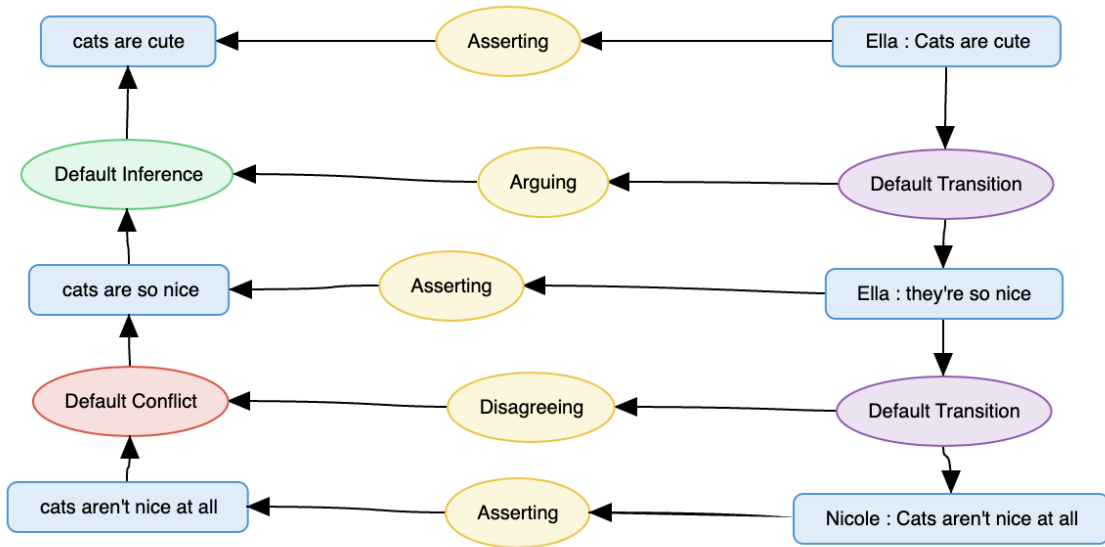 cats are cute
Asserting
Ella : Cats are cute
Default Inference
Arguing
Default Transition
cats are so nice
Asserting
Ella : they're so nice
Default Conflict
Disagreeing
Default Transition
cats aren't nice at all
Asserting
Nicole : Cats aren't nice at all